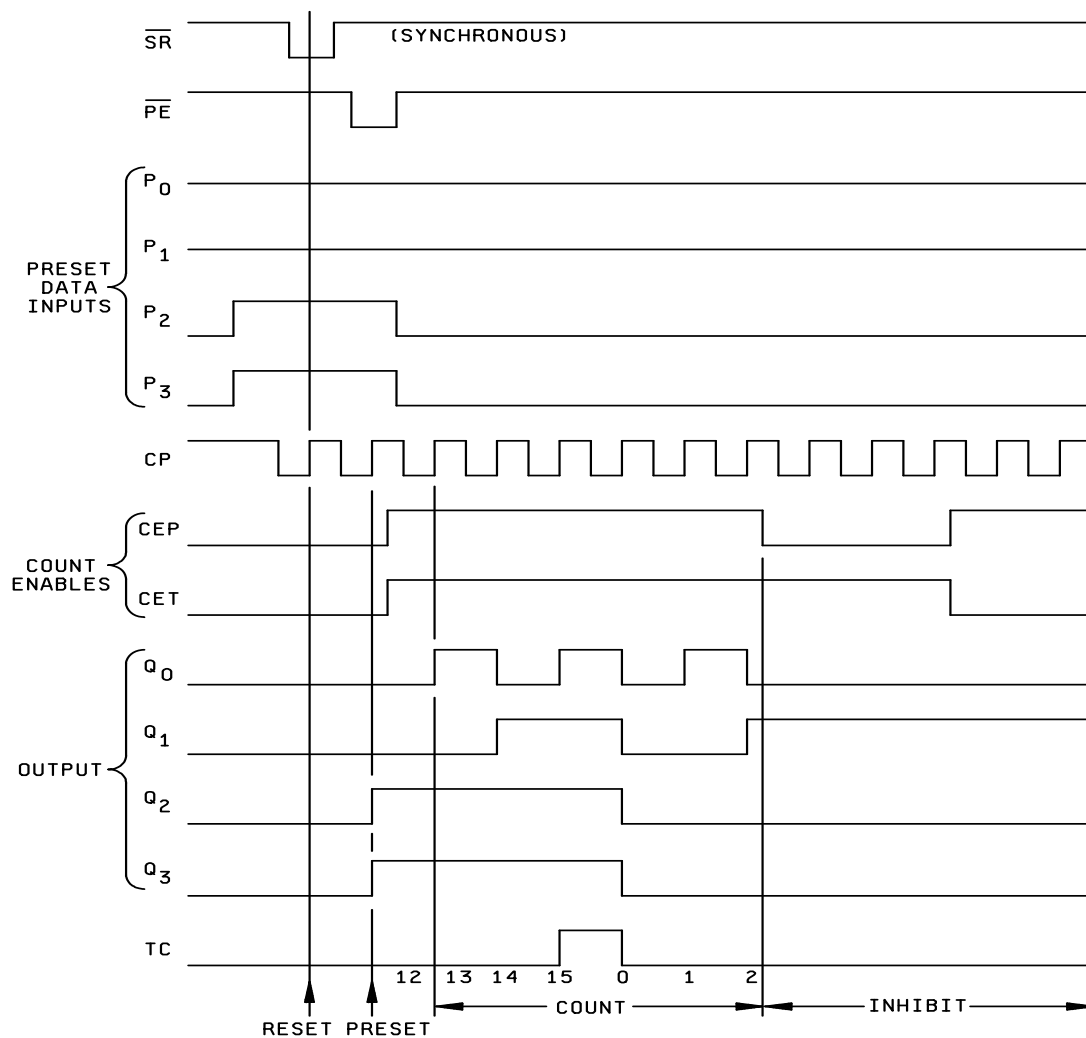 SR
(SYNCHRONOUS)
PE
P0
P1
PRESET
DATA
INPUTS
P2
P3
CP
CEP
COUNT
ENABLES
CET
Q0
Q1
OUTPUT
Q2
Q3
TC
12 13 14 15 0 1 2
COUNT INHIBIT
RESET PRESET